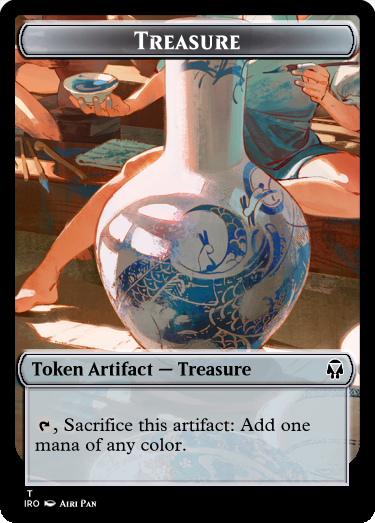 TREASURE
Token Artifact — Treasure
, Sacrifice this artifact: Add one
mana of any color.
T
IRO AIRI PAN